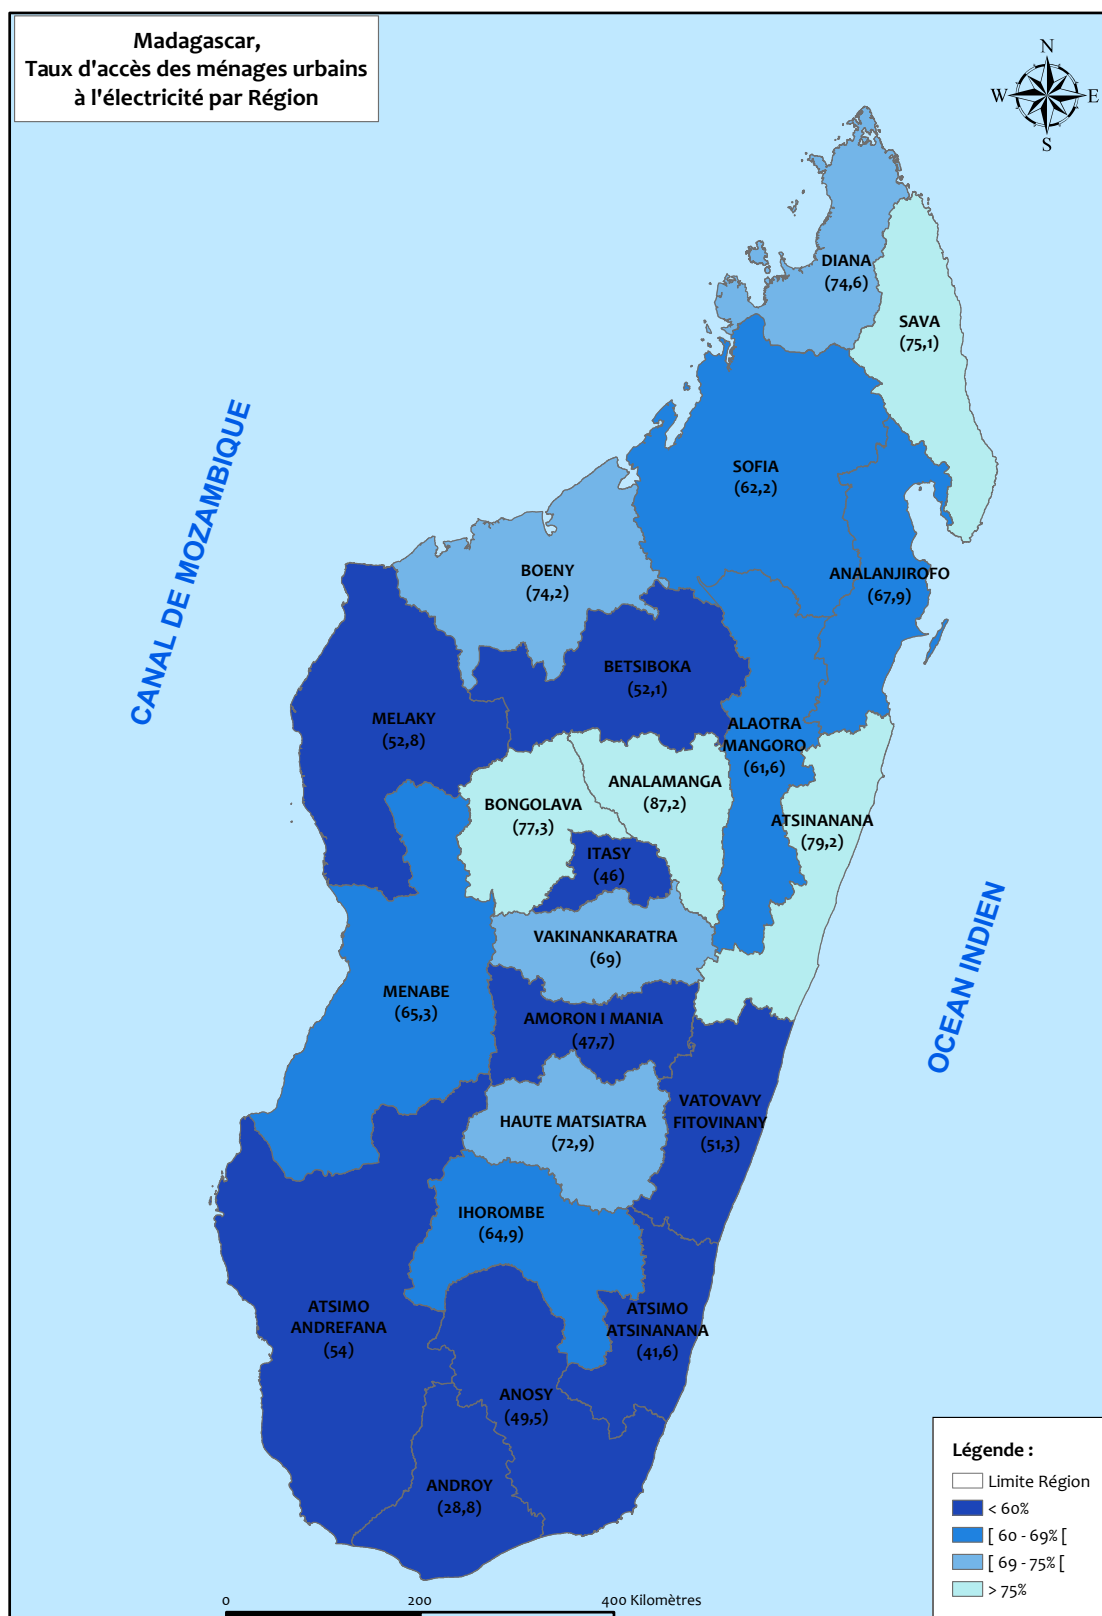 Madagascar,
Taux d'accès des ménages urbains
à l'électricité par Région
N
W
E
S
DIANA
(74,6)
SAVA
(75,1)
SOFIA
(62,2)
CANAL DE MOZAMBIQUE
BOENY
(74,2)
ANALANJIROFO
(67,9)
BETSIBOKA
(52,1)
MELAKY
(52,8)
ALAOTRA
MANGORO
(61,6)
ANALAMANGA
(87,2)
BONGOLAVA
(77,3)
ATSINANANA
(79,2)
ITASY
(46)
VAKINANKARATRA
(69)
OCEAN INDIEN
MENABE
(65,3)
AMORON I MANIA
(47,7)
VATOVAVY
FITOVINANY
(51,3)
HAUTE MATSIATRA
(72,9)
IHOROMBE
(64,9)
ATSIMO
ANDREFANA
(54)
ATSIMO
ATSINANANA
(41,6)
ANOSY
(49,5)
ANDROY
(28,8)
Légende :
Limite Région
< 60%
[ 60 - 69% [
[ 69 - 75% [
> 75%
0 200 400 Kilomètres